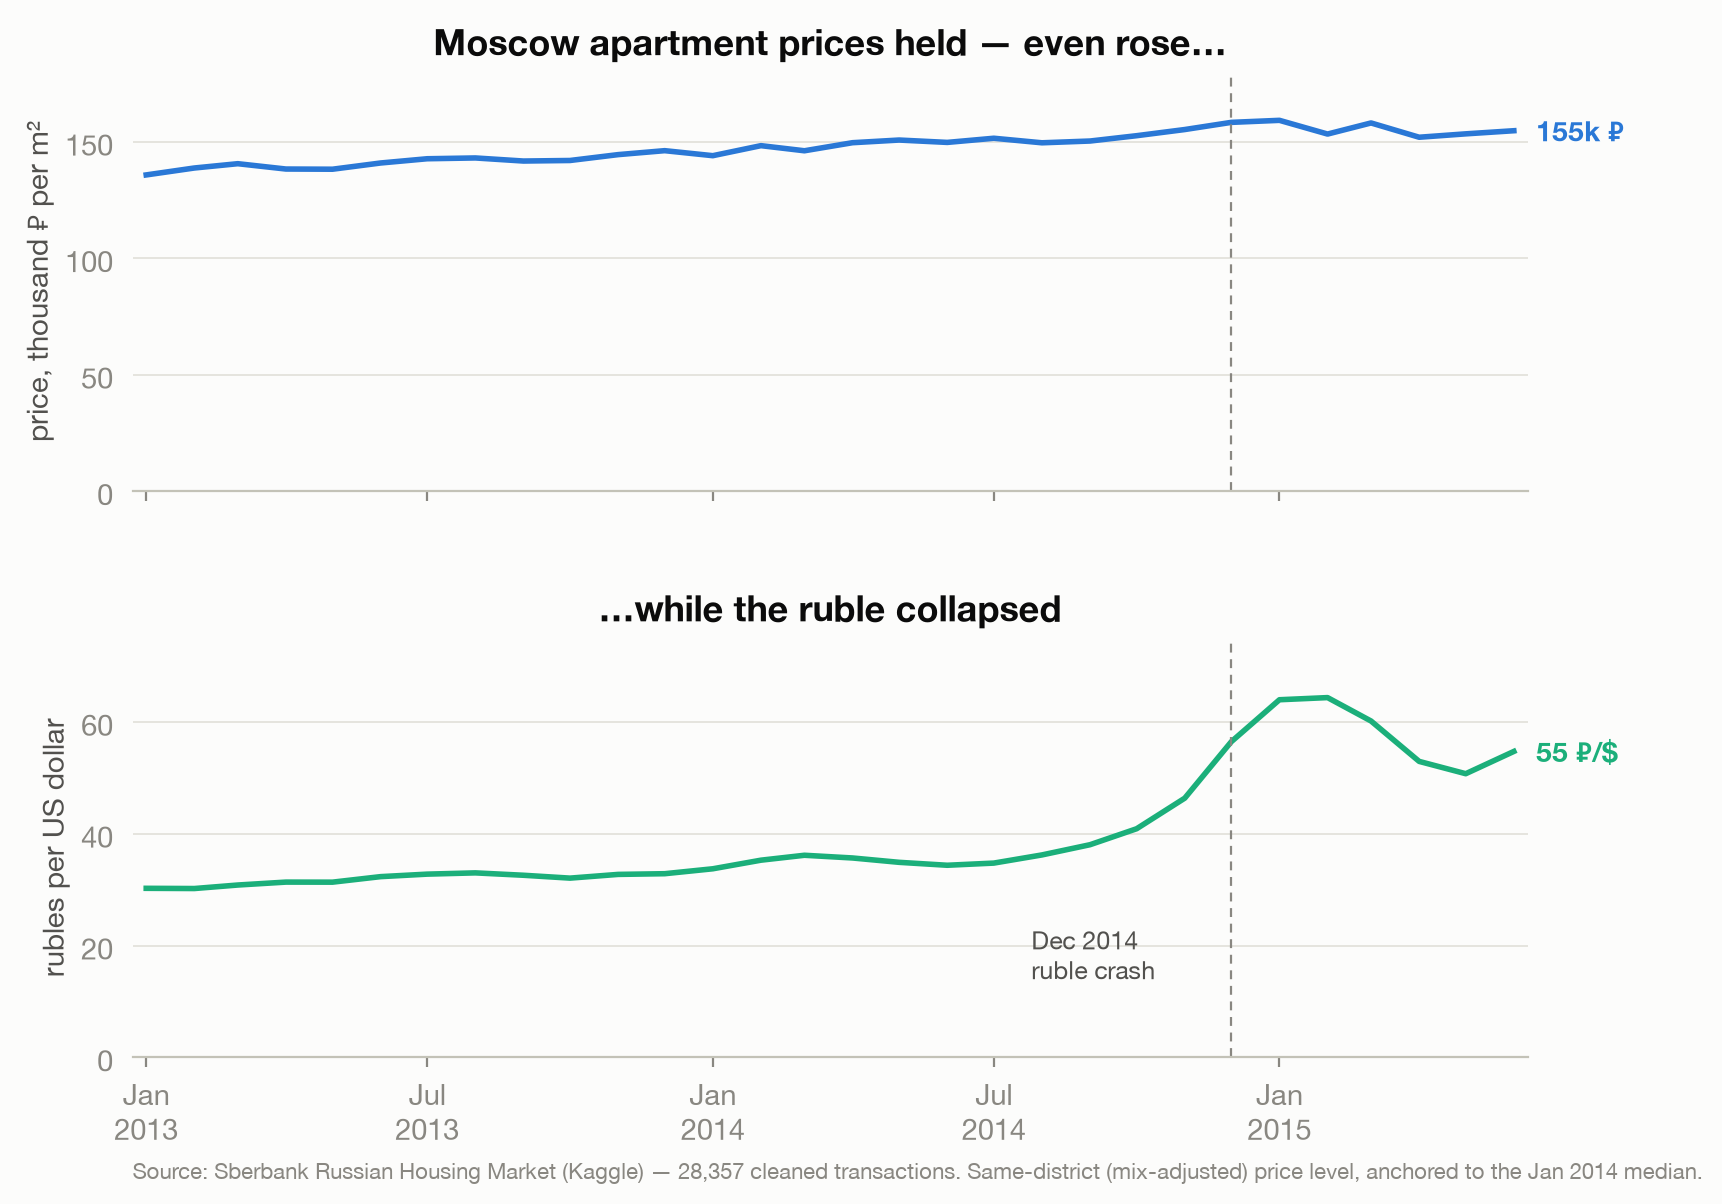 Moscow apartment prices held — even rose…
price, thousand ₽ per m²
150
100
50
0
155k ₽
…while the ruble collapsed
rubles per US dollar
60
40
20
0
55 ₽/$
Dec 2014
ruble crash
Jan
2013
Jul
2013
Jan
2014
Jul
2014
Jan
2015
Source: Sberbank Russian Housing Market (Kaggle) — 28,357 cleaned transactions. Same-district (mix-adjusted) price level, anchored to the Jan 2014 median.